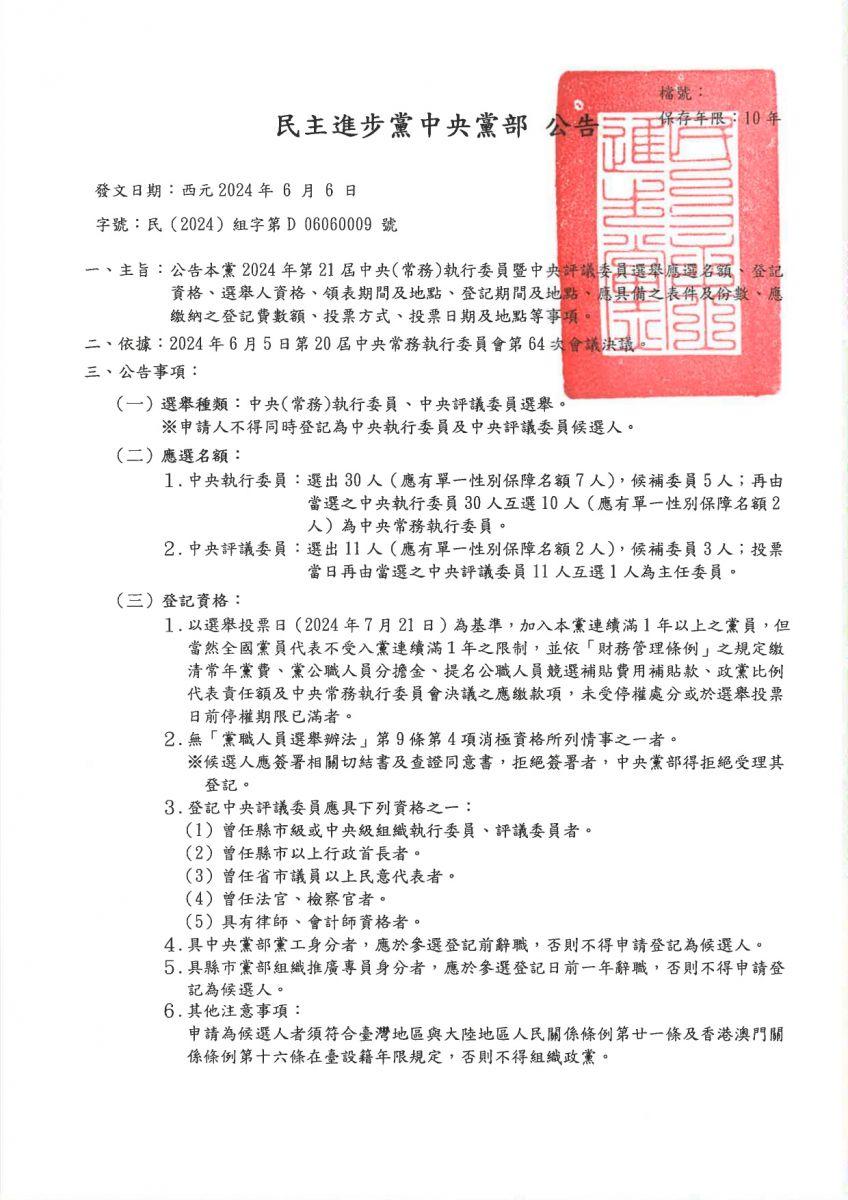 檔號：
保存年限：10 年
民主進步黨中央黨部 公告
發文日期：西元 2024 年 6 月 6 日
字號：民（2024）組字第 D 06060009 號
一、主旨：公告本黨 2024 年第 21 屆中央(常務)執行委員暨中央評議委員選舉應選名額、登記
資格、選舉人資格、領表期間及地點、登記期間及地點、應具備之表件及份數、應
繳納之登記費數額、投票方式、投票日期及地點等事項。
二、依據：2024 年 6 月 5 日第 20 屆中央常務執行委員會第 64 次會議決議。
三、公告事項：
（一）選舉種類：中央(常務)執行委員、中央評議委員選舉。
※申請人不得同時登記為中央執行委員及中央評議委員候選人。
（二）應選名額：
1.中央執行委員：選出 30 人（應有單一性別保障名額 7 人），候補委員 5 人；再由
當選之中央執行委員 30 人互選 10 人（應有單一性別保障名額 2
人）為中央常務執行委員。
2.中央評議委員：選出 11 人（應有單一性別保障名額 2 人），候補委員 3 人；投票
當日再由當選之中央評議委員 11 人互選 1 人為主任委員。
（三）登記資格：
1.以選舉投票日（2024 年 7 月 21 日）為基準，加入本黨連續滿 1 年以上之黨員，但
當然全國黨員代表不受入黨連續滿 1 年之限制，並依「財務管理條例」之規定繳
清常年黨費、黨公職人員分擔金、提名公職人員競選補貼費用補貼款、政黨比例
代表責任額及中央常務執行委員會決議之應繳款項，未受停權處分或於選舉投票
日前停權期限已滿者。
2.無「黨職人員選舉辦法」第 9 條第 4 項消極資格所列情事之一者。
※候選人應簽署相關切結書及查證同意書，拒絕簽署者，中央黨部得拒絕受理其
登記。
3.登記中央評議委員應具下列資格之一：
（1）曾任縣市級或中央級組織執行委員、評議委員者。
（2）曾任縣市以上行政首長者。
（3）曾任省市議員以上民意代表者。
（4）曾任法官、檢察官者。
（5）具有律師、會計師資格者。
4.具中央黨部黨工身分者，應於參選登記前辭職，否則不得申請登記為候選人。
5.具縣市黨部組織推廣專員身分者，應於參選登記日前一年辭職，否則不得申請登
記為候選人。
6.其他注意事項：
申請為候選人者須符合臺灣地區與大陸地區人民關係條例第廿一條及香港澳門關
係條例第十六條在臺設籍年限規定，否則不得組織政黨。